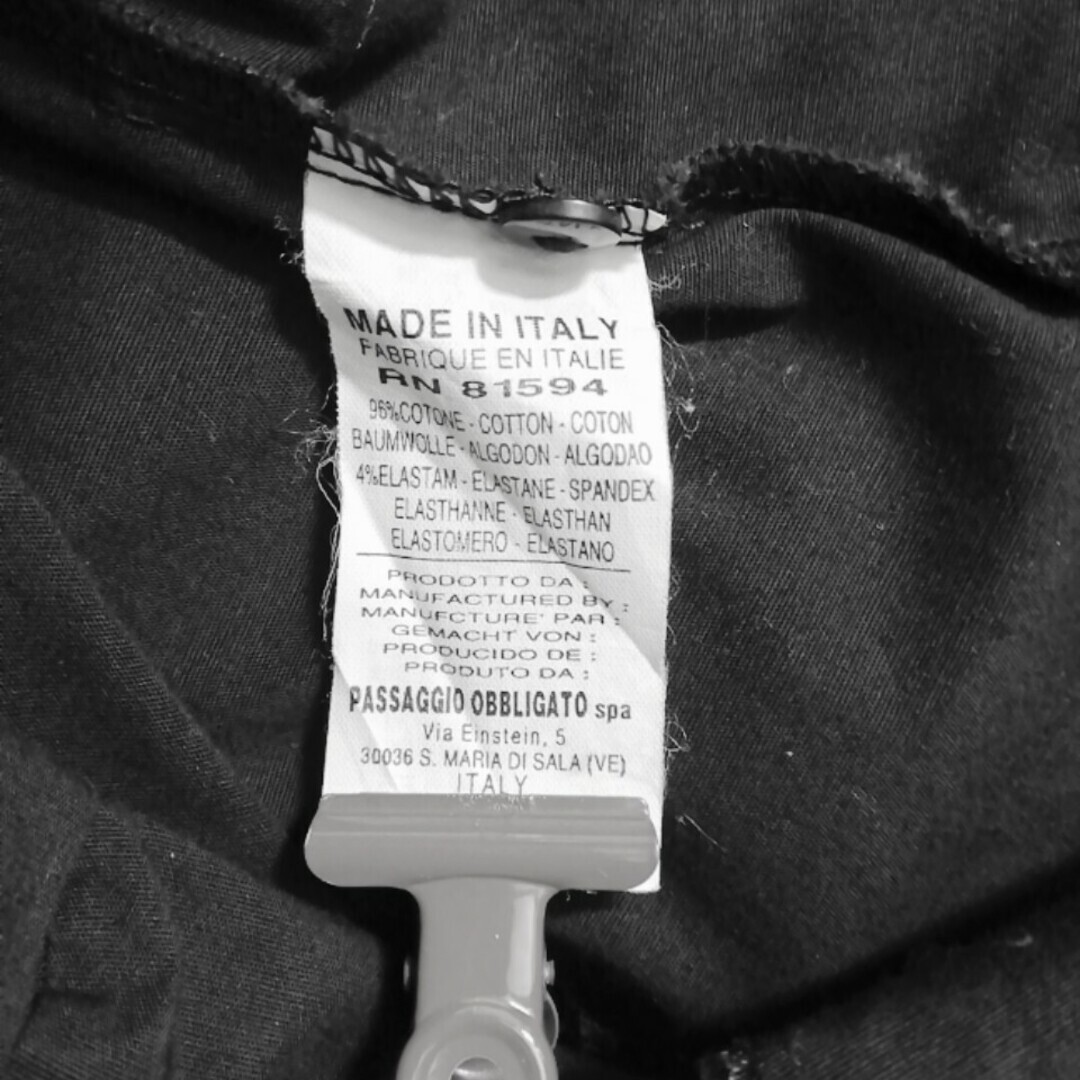 MADE IN ITALY
FABRIQUE EN ITALIE
RN 81594
96%COTONE - COTTON - COTON
BAUMWOLLE - ALGODON - ALGODAO
4%ELASTAM - ELASTANE - SPANDEX
ELASTHANNE - ELASTHAN
ELASTOMERO - ELASTANO
PRODOTTO DA :
MANUFACTURED BY :
MANUFCTURE' PAR :
GEMACHT VON :
PRODUCIDO DE :
PRODUTO DA :
PASSAGGIO OBBLIGATO spa
Via Einstein, 5
30036 S. MARIA DI SALA (VE)
ITALY